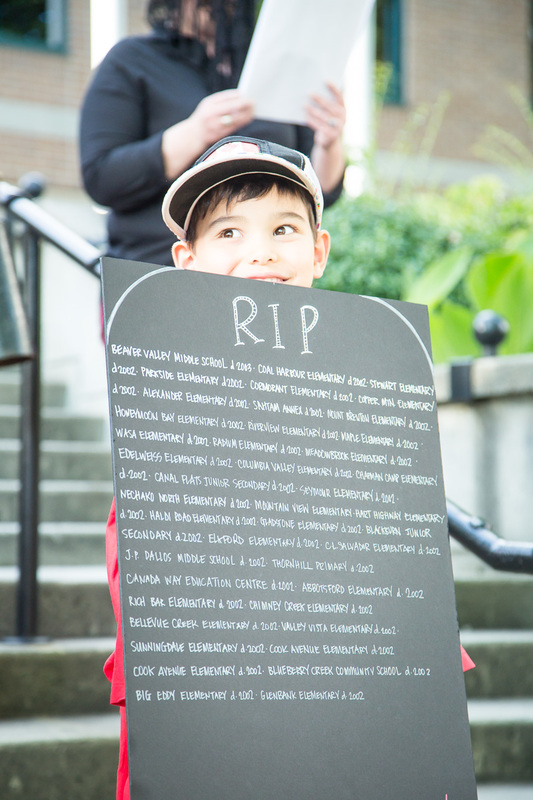 RIP
BEAVER VALLEY MIDDLE SCHOOL d 2003 · COAL HARBOUR ELEMENTARY d 2002 · STEWART ELEMENTARY
d 2002 · PARKSIDE ELEMENTARY d 2002 · CORMORANT ELEMENTARY d 2002 · COPPER MTN ELEMENTARY
d 2002 · ALEXANDER ELEMENTARY d 2002 · SANTIAM ANNEX d 2002 · MOUNT BRENTEN ELEMENTARY d 2002 ·
HONEYMOON BAY ELEMENTARY d 2002 · RIVERVIEW ELEMENTARY d 2002 MAPLE ELEMENTARY d 2002 ·
WASA ELEMENTARY d 2002 RADIUM ELEMENTARY d 2002 · MEADOWBROOK ELEMENTARY d 2002 ·
EDELWEISS ELEMENTARY d 2002 · COLUMBIA VALLEY ELEMENTARY d 2002 · CHAPMAN CAMP ELEMENTARY
d·2002 · CANAL FLATS JUNIOR SECONDARY d·2002 · SEYMOUR ELEMENTARY d 2002 ·
NECHAKO NORTH ELEMENTARY d 2002 · MOUNTAIN VIEW ELEMENTARY · HART HIGHWAY ELEMENTARY
d 2002 · HALDI ROAD ELEMENTARY d 2002 · GLADSTONE ELEMENTARY d 2002 BLACKBURN JUNIOR
SECONDARY d 2002 · ELKFORD ELEMENTARY d 2002 · C.L. SALVADOR ELEMENTARY d 2002
J.P. DALLOS MIDDLE SCHOOL d·2002 · THORNHILL PRIMARY d 2002
CANADA WAY EDUCATION CENTRE d·2002 · ABBOTSFORD ELEMENTARY d. 2002
RICH BAR ELEMENTARY d 2002 · CHIMNEY CREEK ELEMENTARY d 2002
BELLEVUE CREEK ELEMENTARY d 2002 · VALLEY VISTA ELEMENTARY d 2002 ·
SUNNINGDALE ELEMENTARY d 2002 · COOK AVENUE ELEMENTARY d 2002
COOK AVENUE ELEMENTARY d·2002 · BLUEBERRY CREEK COMMUNITY SCHOOL d·2002
BIG EDDY ELEMENTARY d·2002 · GLENBANK ELEMENTARY d 2002